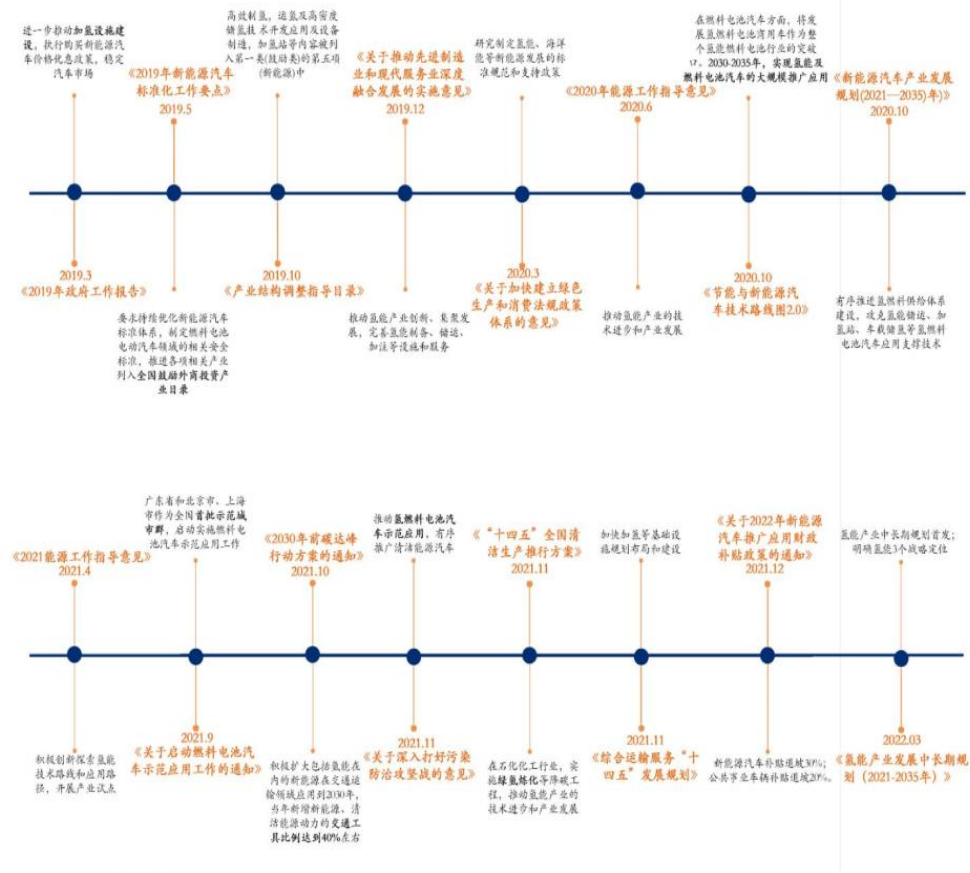 进一步推动加氢设施建
设，执行购买新能源汽
车价格优惠政策，稳定
汽车市场
2019.3
《2019年政府工作报告》
《2019年新能源汽车
标准化工作要点》
2019.5
要求持续优化新能源汽车
标准体系，制定燃料电池
电动汽车领域的相关安全
标准，推进各项相关产业
列入全国鼓励外商投资产
业目录
高效制氢，运氢及高密度
储氢技术开发应用及设备
制造，加氢站等内容被列
入第一类(鼓励类)的第五项
(新能源)中
2019.10
《产业结构调整指导目录》
《关于推动先进制造
业和现代服务业深度
融合发展的实施意见》
2019.12
推动氢能产业创新、集聚发
展，完善氢能制备、储运、
加注等设施和服务
研究制定氢能、海洋
能等新能源发展的标
准规范和支持政策
2020.3
《关于加快建立绿色
生产和消费法规政策
体系的意见》
《2020年能源工作指导意见》
2020.6
推动氢能产业的技
术进步和产业发展
在燃料电池汽车方面，将发
展氢燃料电池商用车作为整
个氢能燃料电池行业的突破
口。2030-2035年，实现氢能及
燃料电池汽车的大规模推广应用
2020.10
《节能与新能源汽
车技术路线图2.0》
《新能源汽车产业发展
规划(2021—2035)年)》
2020.10
有序推进氢燃料供给体系
建设，攻克氢能储运、加
氢站、车载储氢等氢燃料
电池汽车应用支撑技术
《2021能源工作指导意见》
2021.4
积极创新探索氢能
技术路线和应用路
径，开展产业试点
广东省和北京市、上海
市作为全国首批示范城
市群，启动实施燃料电
池汽车示范应用工作
2021.9
《关于启动燃料电池汽
车示范应用工作的通知》
《2030年前碳达峰
行动方案的通知》
2021.10
积极扩大包括氢能在
内的新能源在交通运
输领域应用到2030年，
当年新增新能源、清
洁能源动力的交通工
具比例达到40%左右
推动氢燃料电池汽
车示范应用，有序
推广清洁能源汽车
2021.11
《关于深入打好污染
防治攻坚战的意见》
《“十四五”全国清
洁生产推行方案》
2021.11
在石化化工行业，实
施绿氢炼化等降碳工
程，推动氢能产业的
技术进步和产业发展
加快加氢等基础设
施规划布局和建设
2021.11
《综合运输服务“十
四五”发展规划》
《关于2022年新能源
汽车推广应用财政
补贴政策的通知》
2021.12
新能源汽车补贴退坡30%；
公共事业车辆补贴退坡20%。
氢能产业中长期规划首发；
明确氢能3个战略定位
2022.03
《氢能产业发展中长期规
划（2021-2035年）》